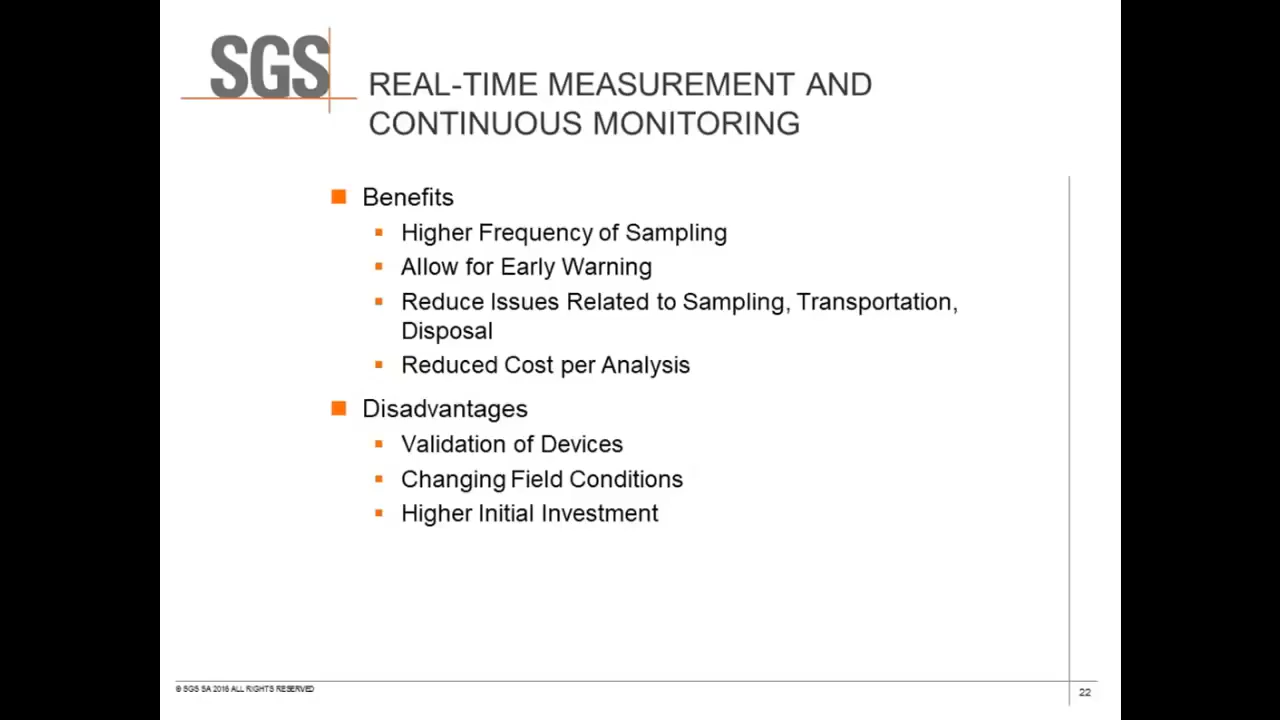 SGS
REAL-TIME MEASUREMENT AND
CONTINUOUS MONITORING
Benefits
Higher Frequency of Sampling
Allow for Early Warning
Reduce Issues Related to Sampling, Transportation,
Disposal
Reduced Cost per Analysis
Disadvantages
Validation of Devices
Changing Field Conditions
Higher Initial Investment
© SGS SA 2016 ALL RIGHTS RESERVED
22